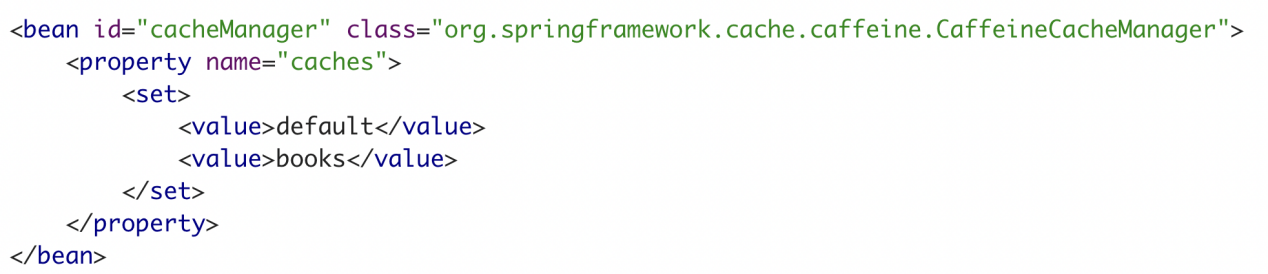 <bean id="cacheManager" class="org.springframework.cache.caffeine.CaffeineCacheManager">
    <property name="caches">
        <set>
            <value>default</value>
            <value>books</value>
        </set>
    </property>
</bean>